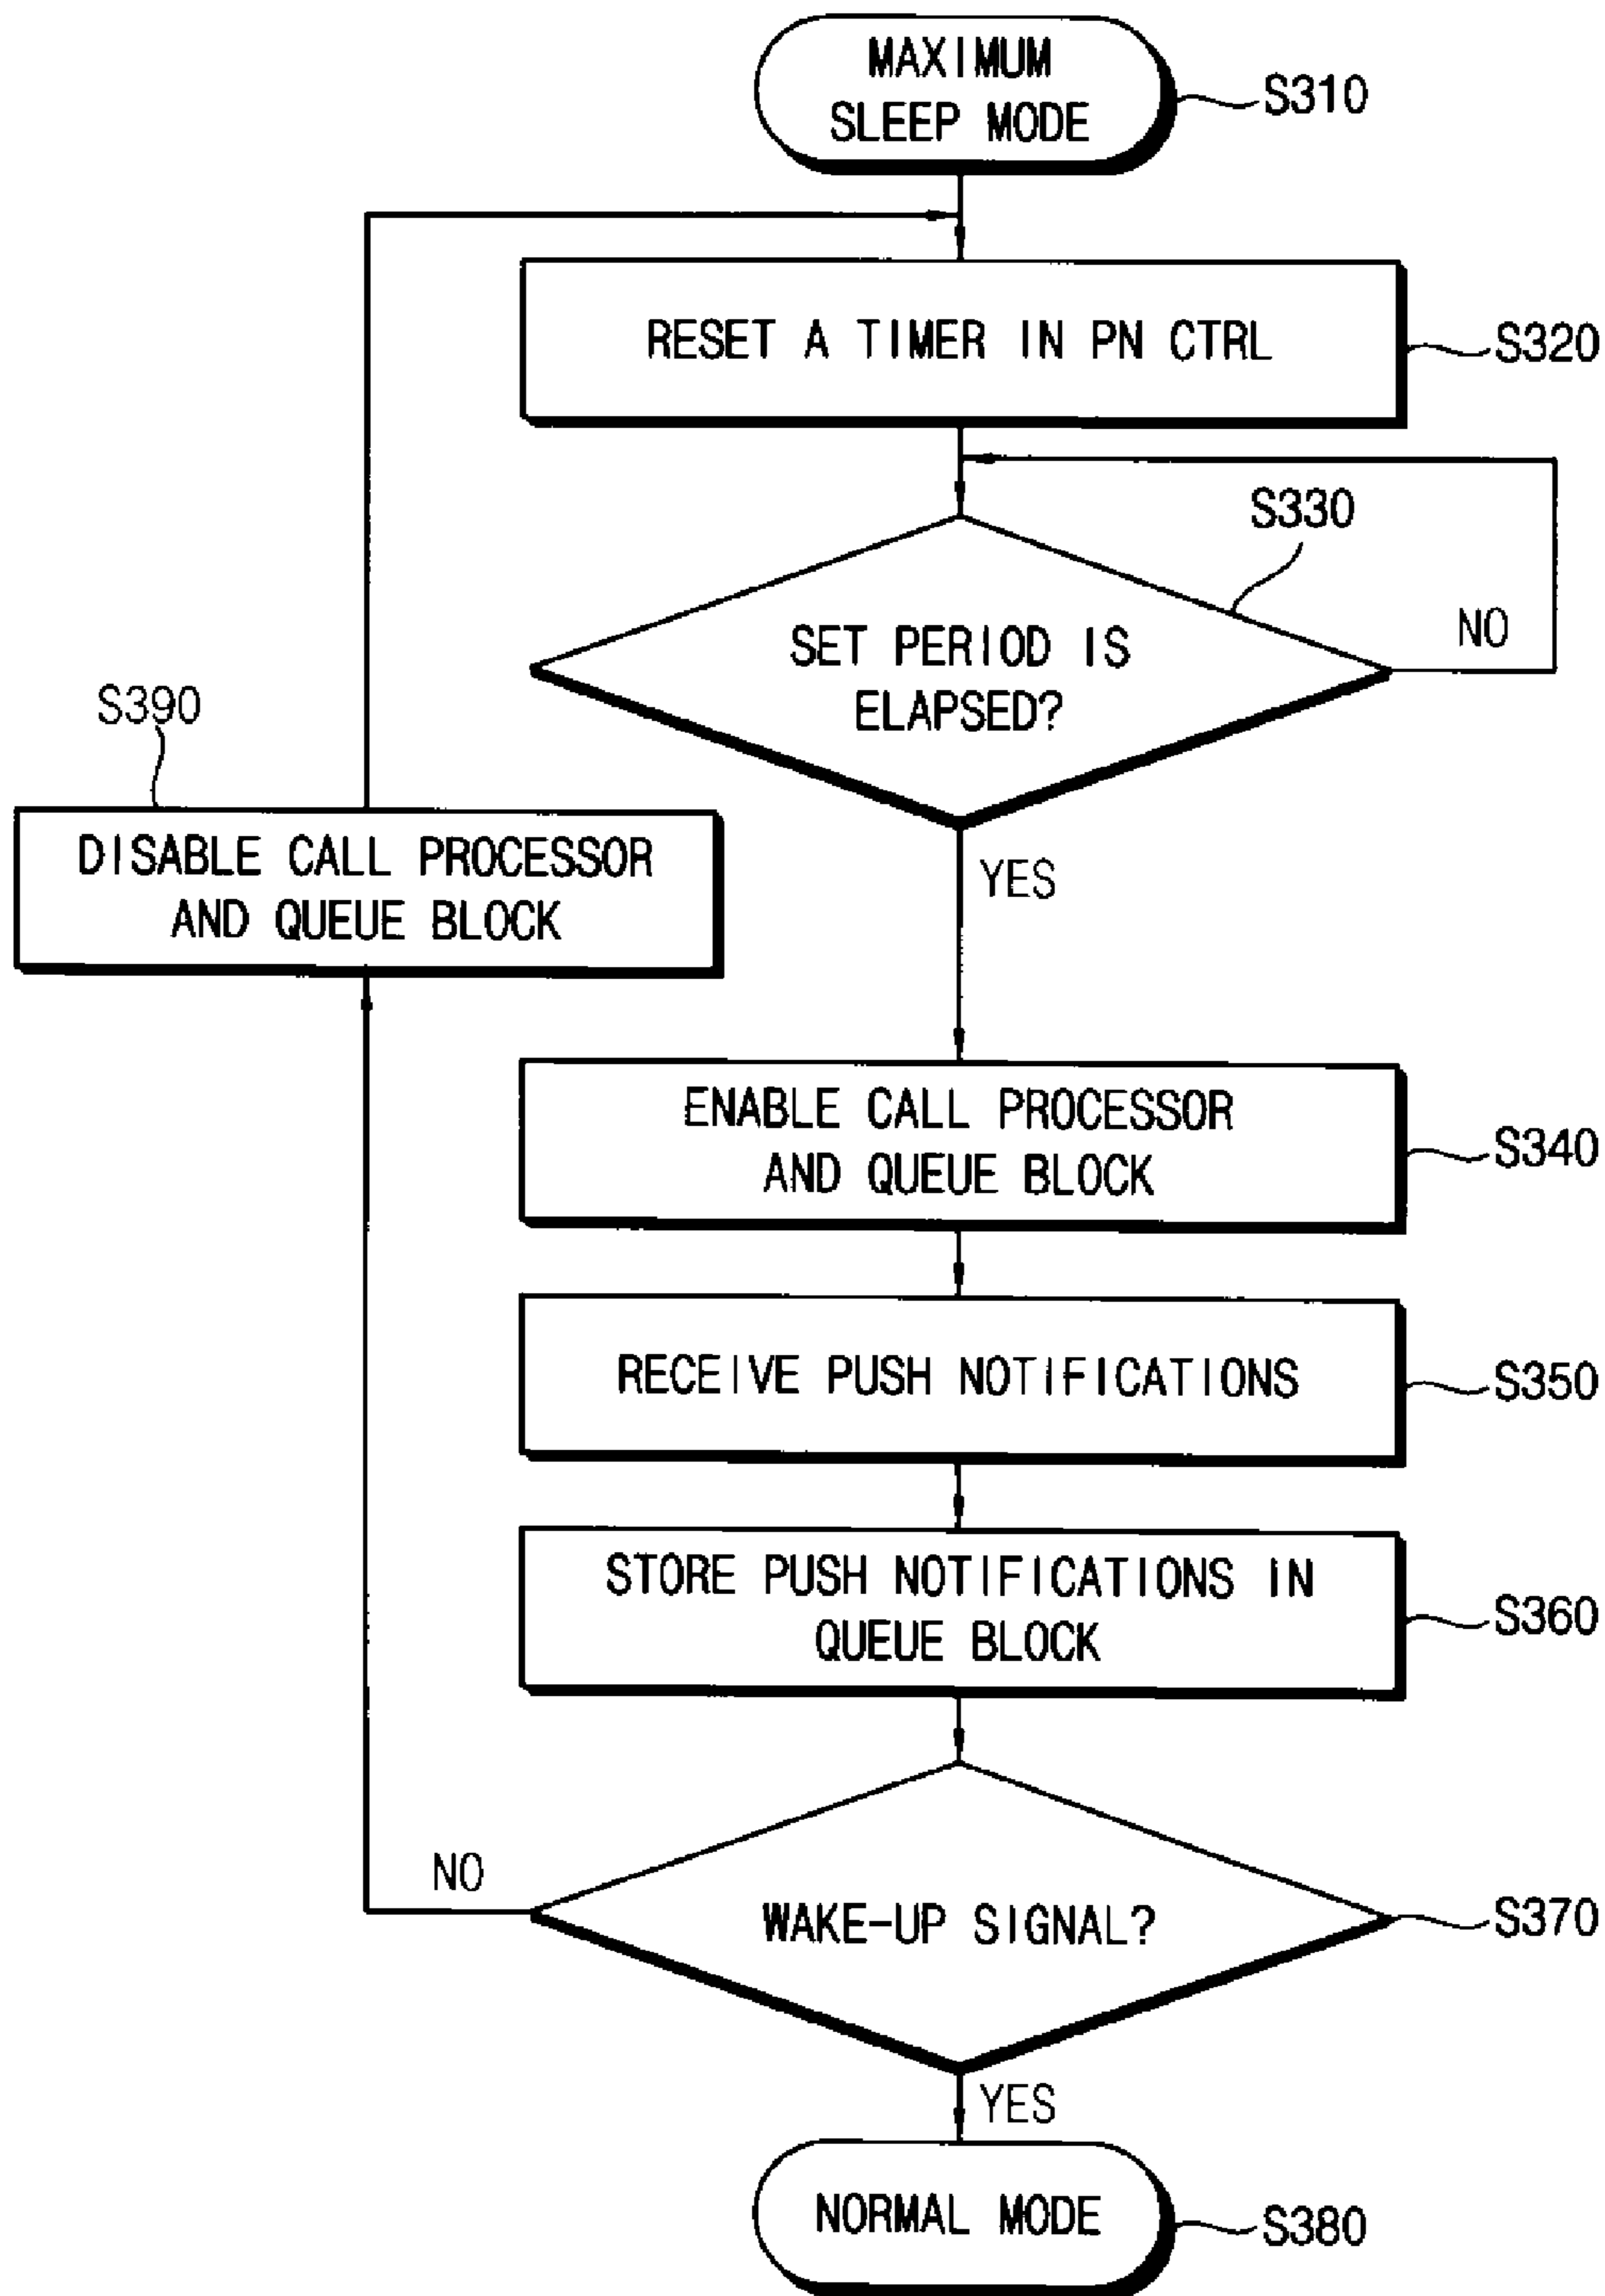 MAXIMUM
SLEEP MODE
S310
RESET A TIMER IN PN CTRL
S320
S330
SET PERIOD IS
ELAPSED?
NO
S390
DISABLE CALL PROCESSOR
AND QUEUE BLOCK
YES
ENABLE CALL PROCESSOR
AND QUEUE BLOCK
S340
RECEIVE PUSH NOTIFICATIONS
S350
STORE PUSH NOTIFICATIONS IN
QUEUE BLOCK
S360
NO
WAKE-UP SIGNAL?
S370
YES
NORMAL MODE
S380